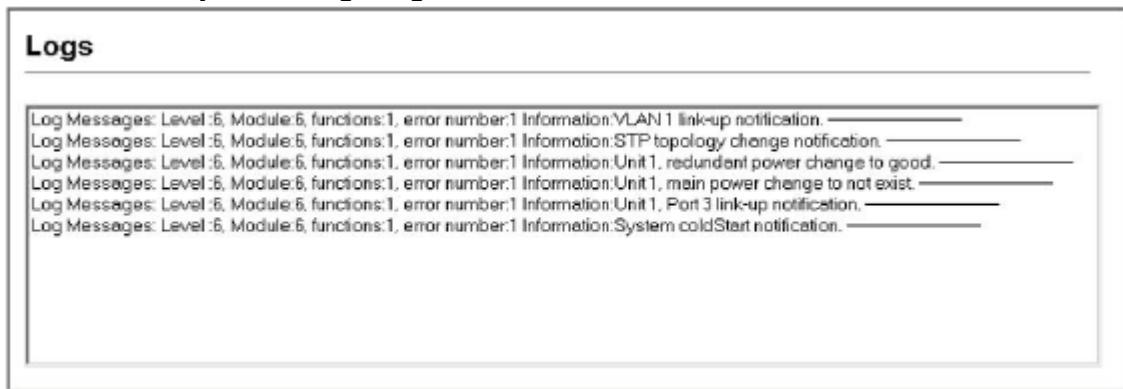 Logs
Log Messages: Level :6, Module:6, functions:1, error number:1 Information:VLAN 1 link-up notification.
Log Messages: Level :6, Module:6, functions:1, error number:1 Information:STP topology change notification.
Log Messages: Level :6, Module:6, functions:1, error number:1 Information:Unit 1, redundant power change to good.
Log Messages: Level :6, Module:6, functions:1, error number:1 Information:Unit 1, main power change to not exist.
Log Messages: Level :6, Module:6, functions:1, error number:1 Information:Unit 1, Port 3 link-up notification.
Log Messages: Level :6, Module:6, functions:1, error number:1 Information:System coldStart notification.